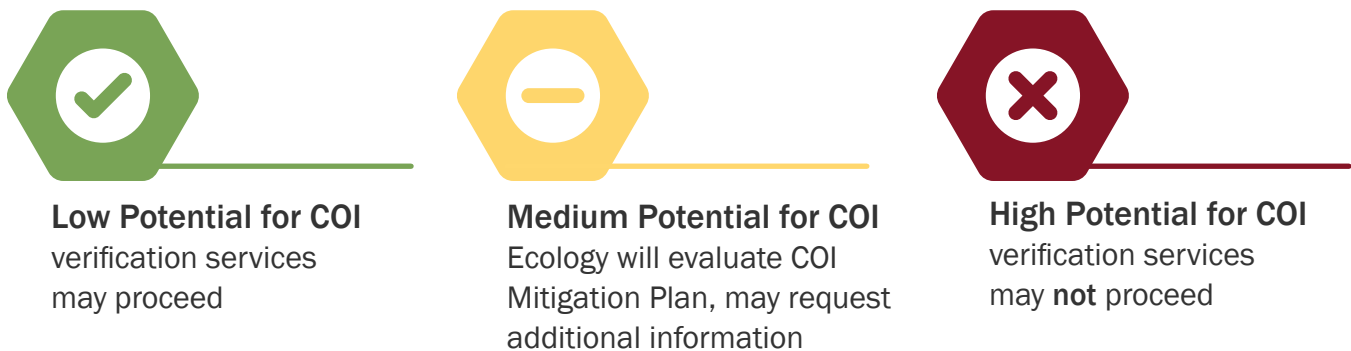 Low Potential for COI
verification services
may proceed
Medium Potential for COI
Ecology will evaluate COI
Mitigation Plan, may request
additional information
High Potential for COI
verification services
may not proceed